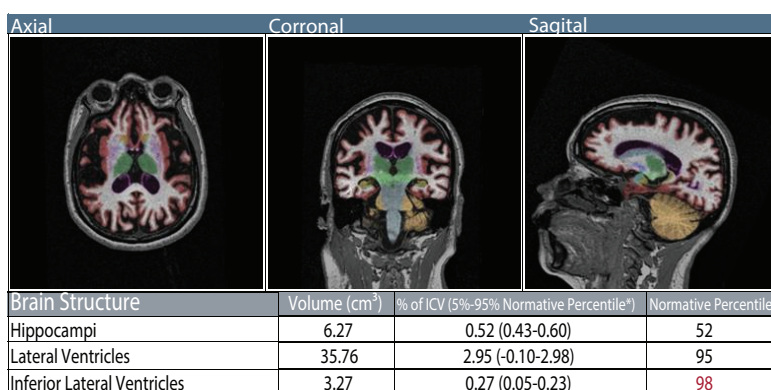 Axial Corronal Sagital
Brain Structure Volume (cm³) % of ICV (5%-95% Normative Percentile*) Normative Percentile
Hippocampi 6.27 0.52 (0.43-0.60) 52
Lateral Ventricles 35.76 2.95 (-0.10-2.98) 95
Inferior Lateral Ventricles 3.27 0.27 (0.05-0.23) 98